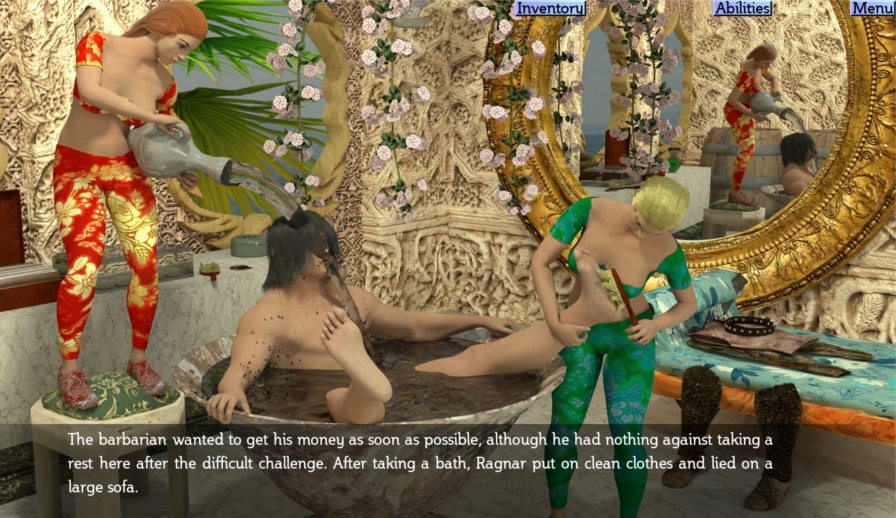 Inventory Abilities Menu
The barbarian wanted to get his money as soon as possible, although he had nothing against taking a
rest here after the difficult challenge. After taking a bath, Ragnar put on clean clothes and lied on a
large sofa.